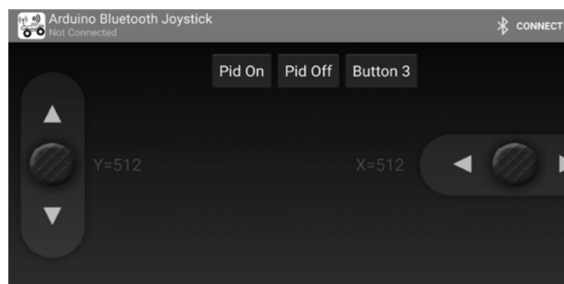 Arduino Bluetooth Joystick
Not Connected
CONNECT
Pid On Pid Off Button 3
Y=512 X=512